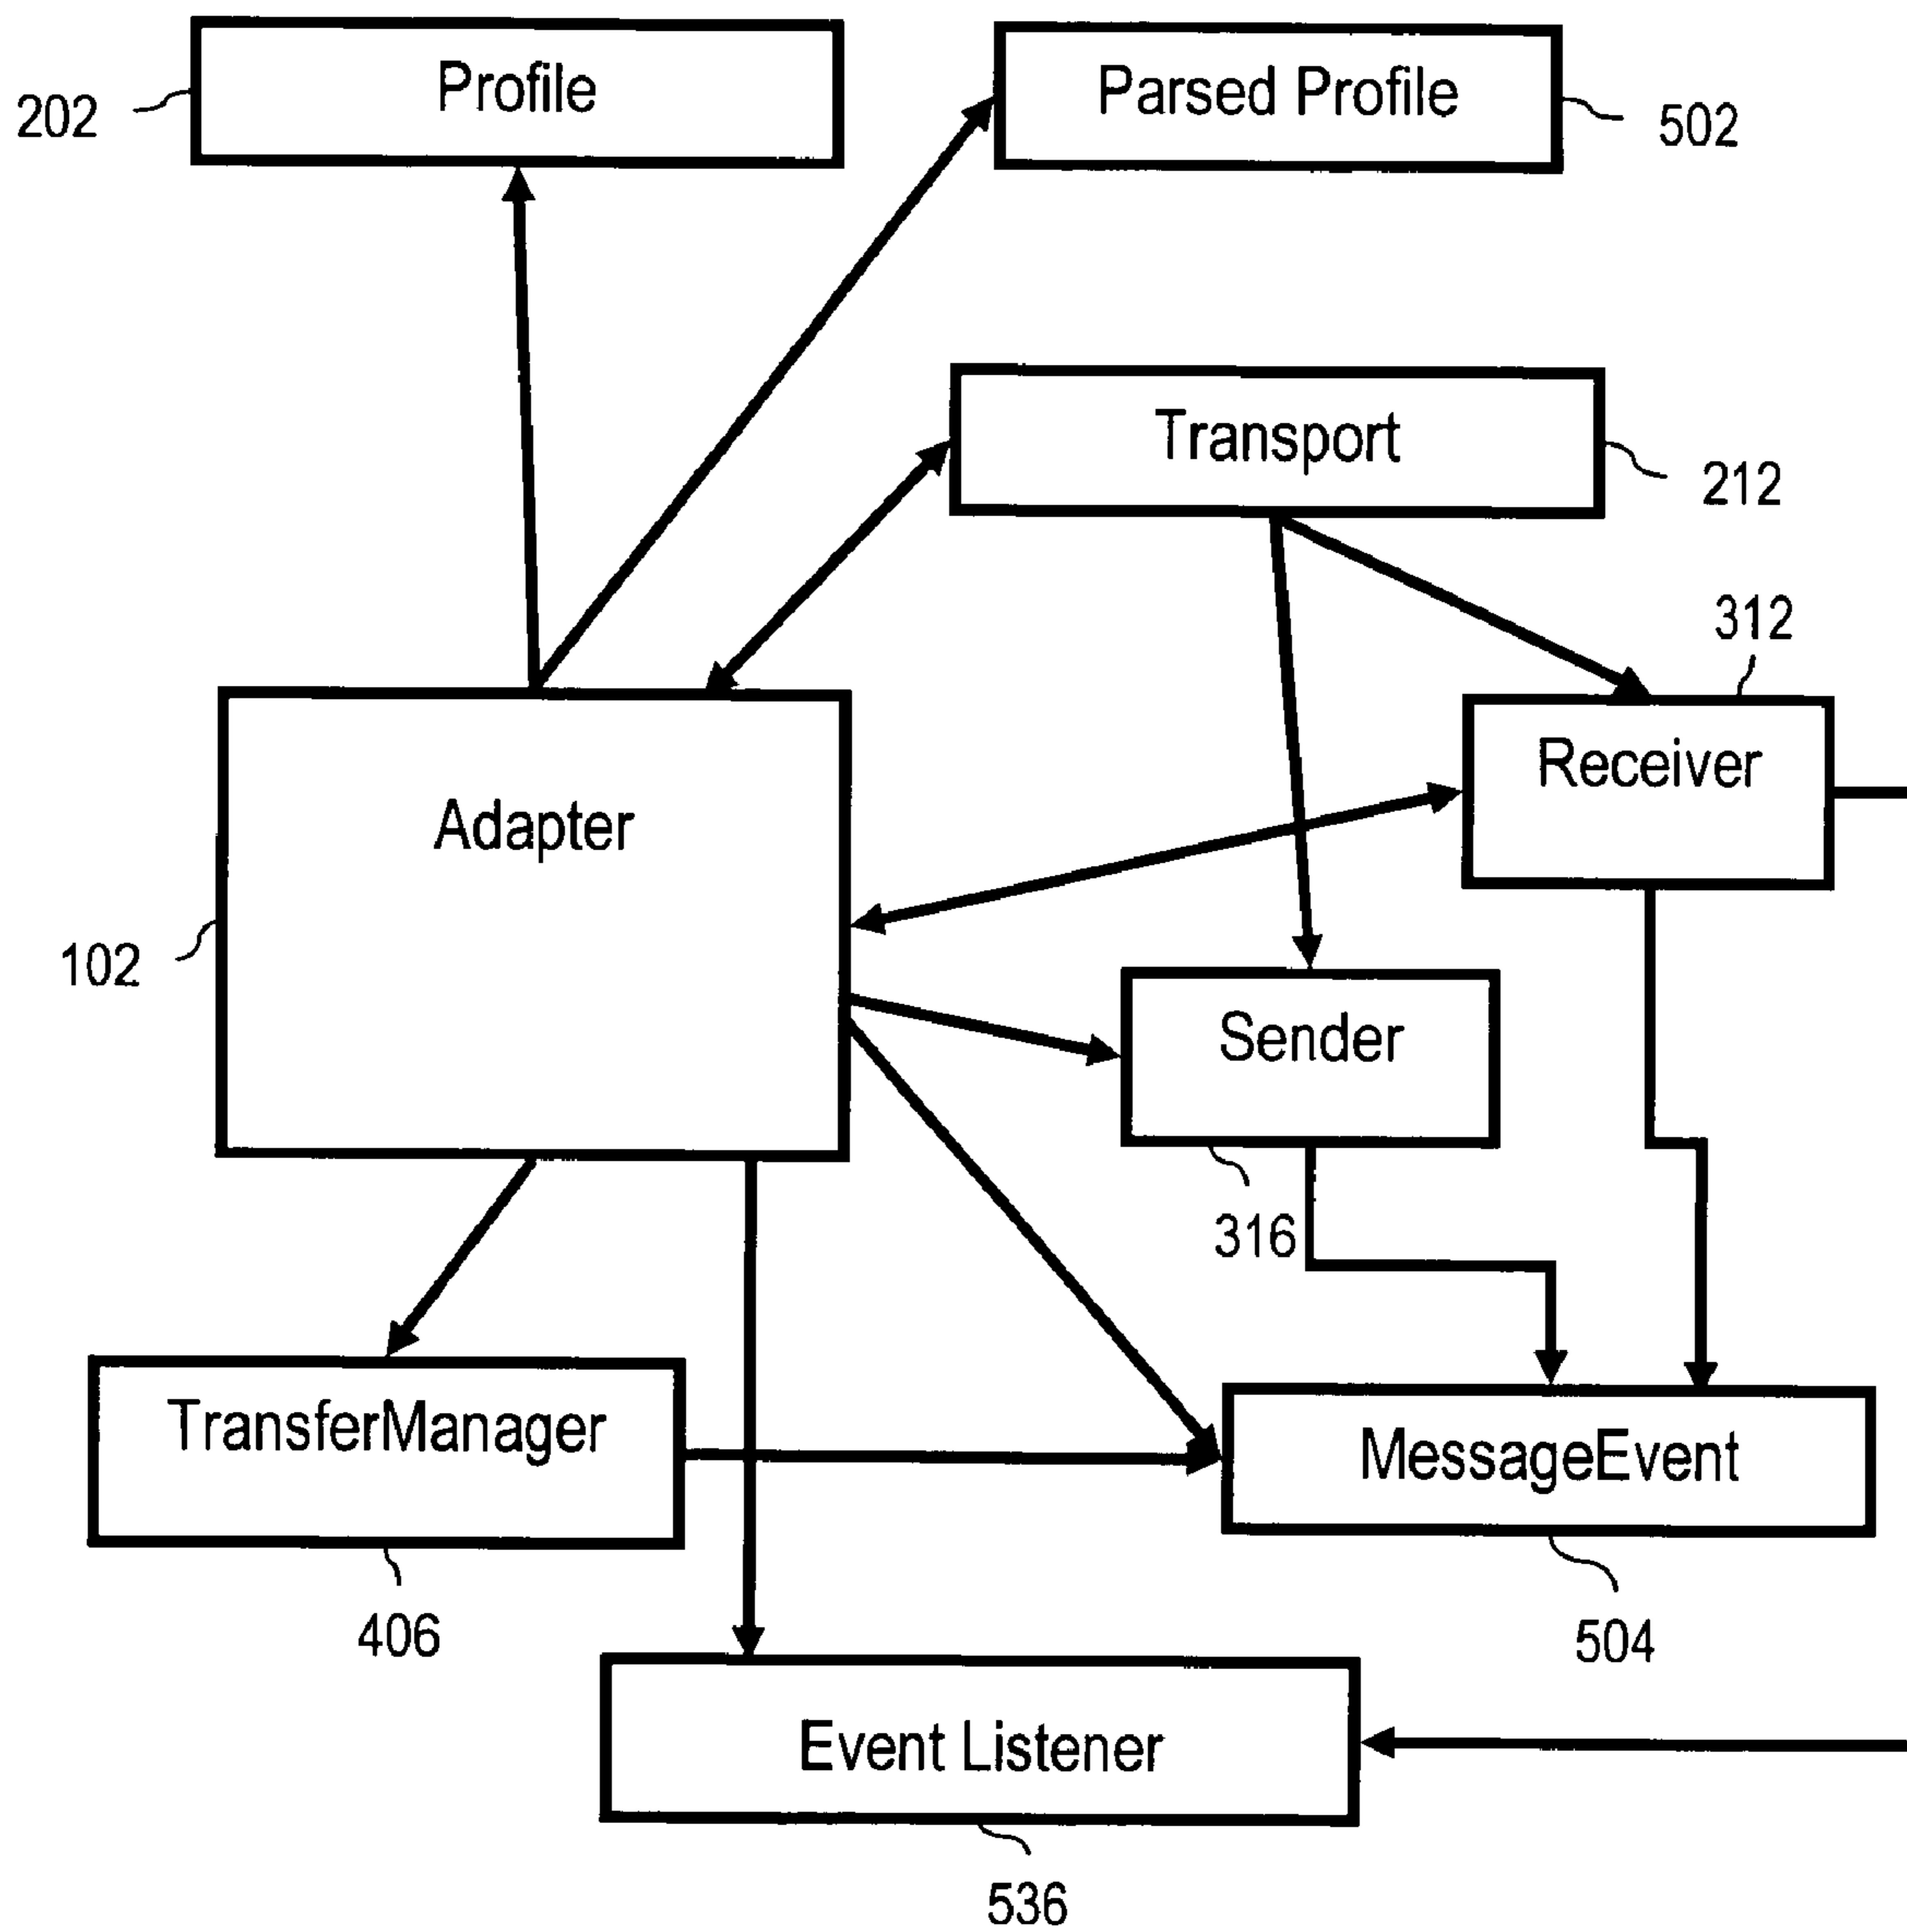 Profile
Parsed Profile
202
502
Transport
212
312
Receiver
Adapter
102
Sender
316
TransferManager
MessageEvent
406
504
Event Listener
536